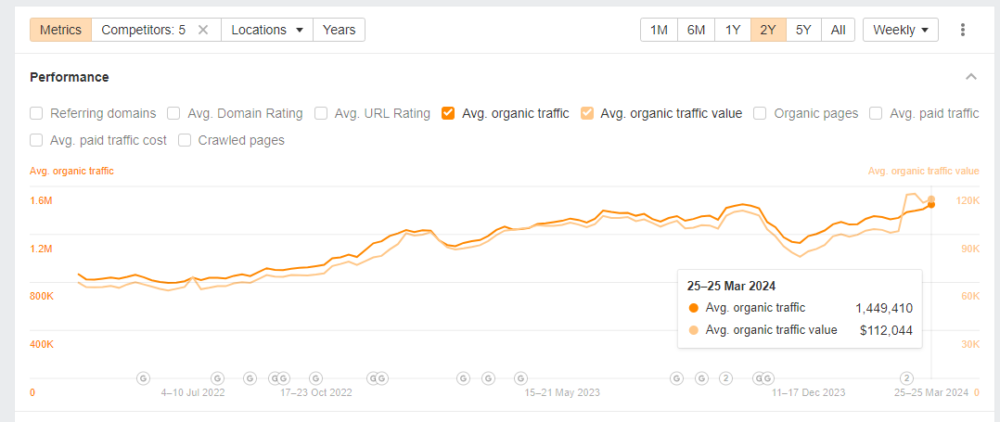 Metrics Competitors: 5 Locations Years 1M 6M 1Y 2Y 5Y All Weekly
Performance
Referring domains Avg. Domain Rating Avg. URL Rating Avg. organic traffic Avg. organic traffic value Organic pages Avg. paid traffic
Avg. paid traffic cost Crawled pages
Avg. organic traffic Avg. organic traffic value
1.6M 120K
1.2M 90K
25–25 Mar 2024
800K 60K
Avg. organic traffic 1,449,410
Avg. organic traffic value $112,044
400K 30K
G G G G G G G G G G G G G 2 G G 2
0 4–10 Jul 2022 17–23 Oct 2022 15–21 May 2023 11–17 Dec 2023 25–25 Mar 2024 0